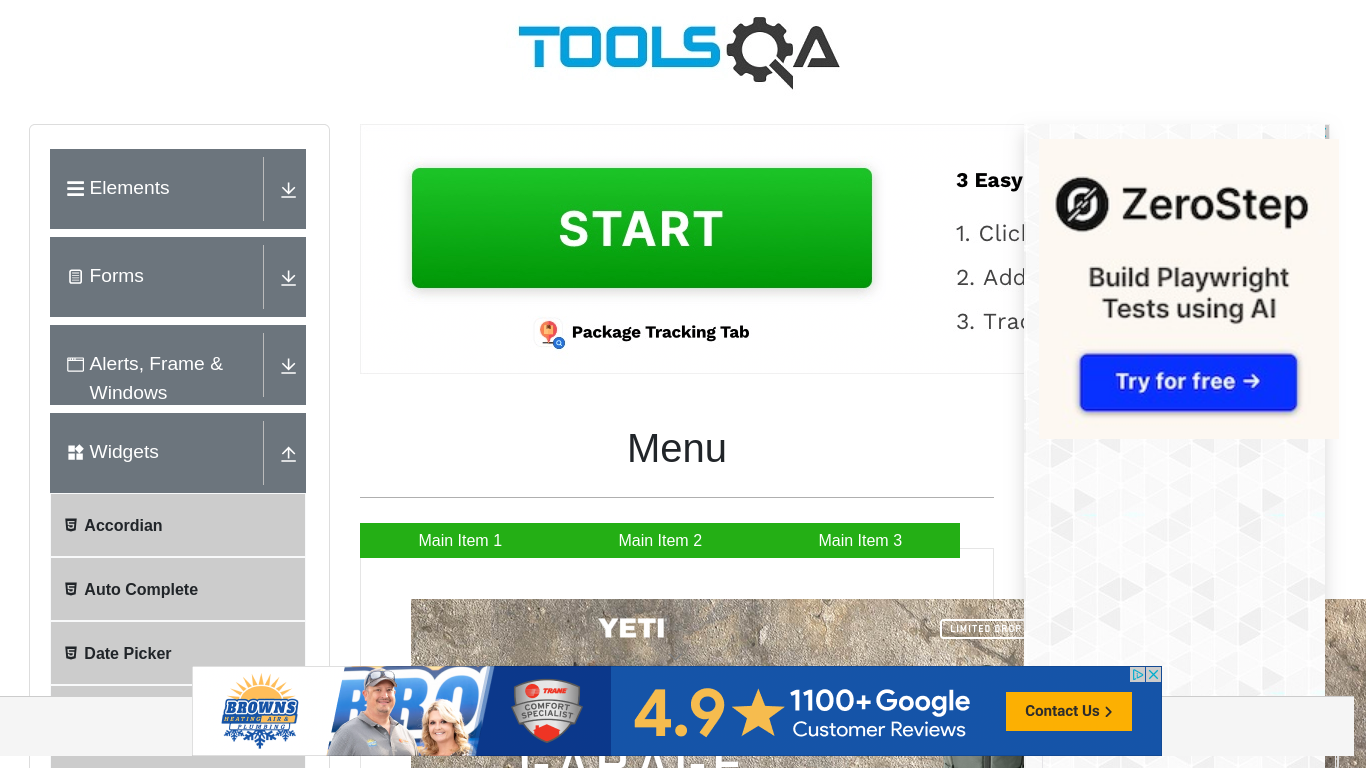 TOOLSQA
Elements
Forms
Alerts, Frame &
Windows
Widgets
Accordian
Auto Complete
Date Picker
START
Package Tracking Tab
3 Easy
1. Click
2. Add
3.
ZeroStep
Build Playwright
Tests using AI
Try for free →
Menu
Main Item 1
Main Item 2
Main Item 3
YETI
LIMITED DROP
BROWNS
HEATING AIR &
PLUMBING
BRO
TRANE
COMFORT
SPECIALIST
4.9
1100+ Google
Customer Reviews
Contact Us